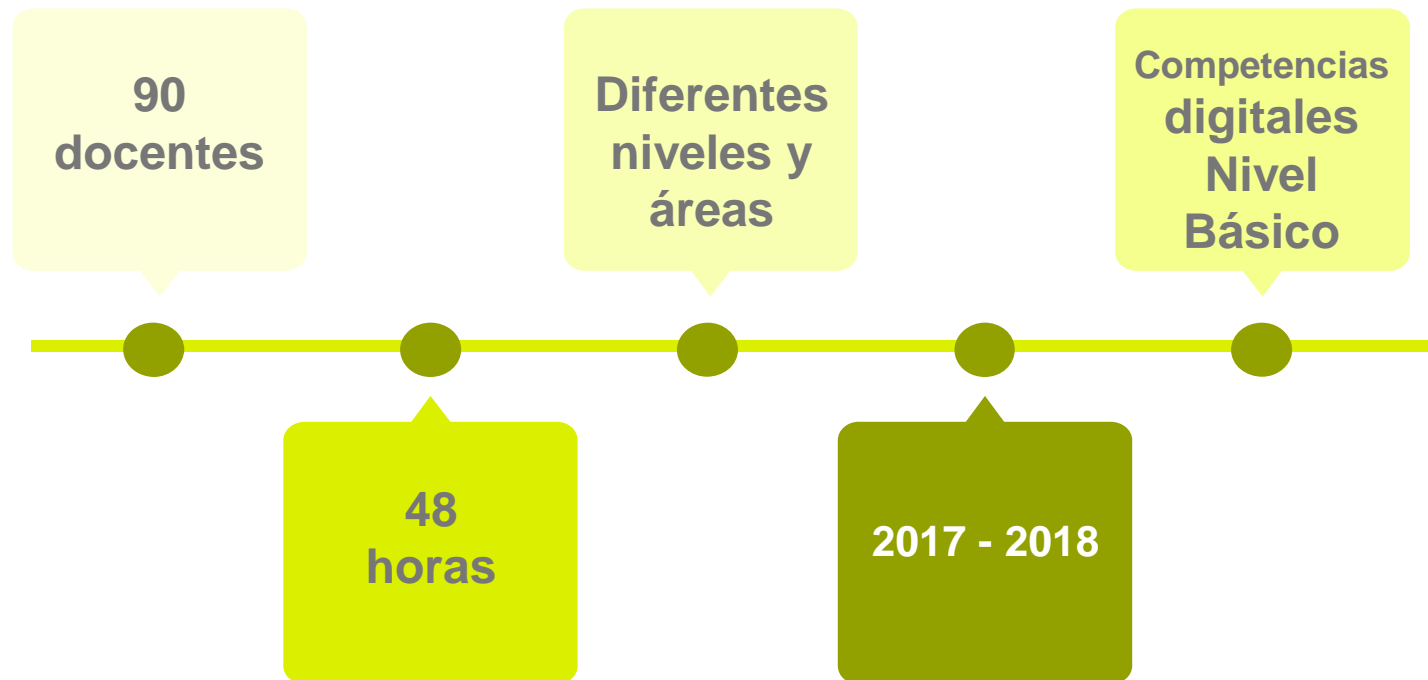 90
docentes
48
horas
Diferentes
niveles y
áreas
2017 - 2018
Competencias
digitales
Nivel
Básico